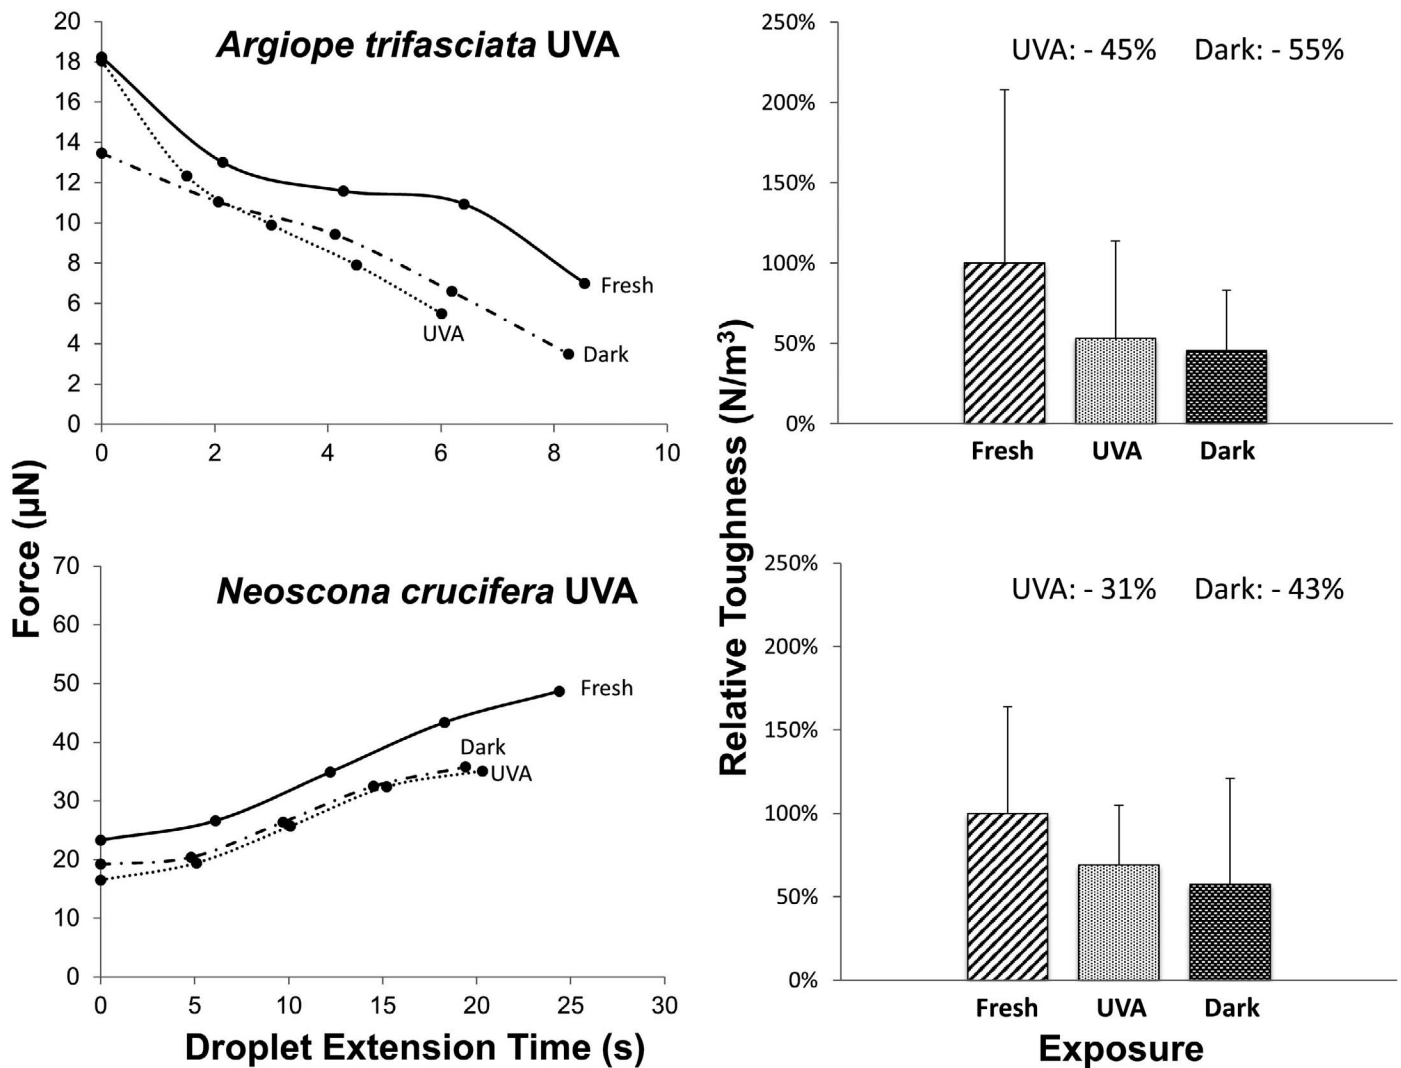 Argiope trifasciata UVA
20
18
16
14
12
10
8
6
4
2
0
0 2 4 6 8 10
Fresh
UVA
Dark
UVA: - 45% Dark: - 55%
250%
200%
150%
100%
50%
0%
Fresh UVA Dark
Force (µN)
Relative Toughness (N/m³)
Neoscona crucifera UVA
70
60
50
40
30
20
10
0
0 5 10 15 20 25 30
Fresh
Dark
UVA
Droplet Extension Time (s)
UVA: - 31% Dark: - 43%
250%
200%
150%
100%
50%
0%
Fresh UVA Dark
Exposure